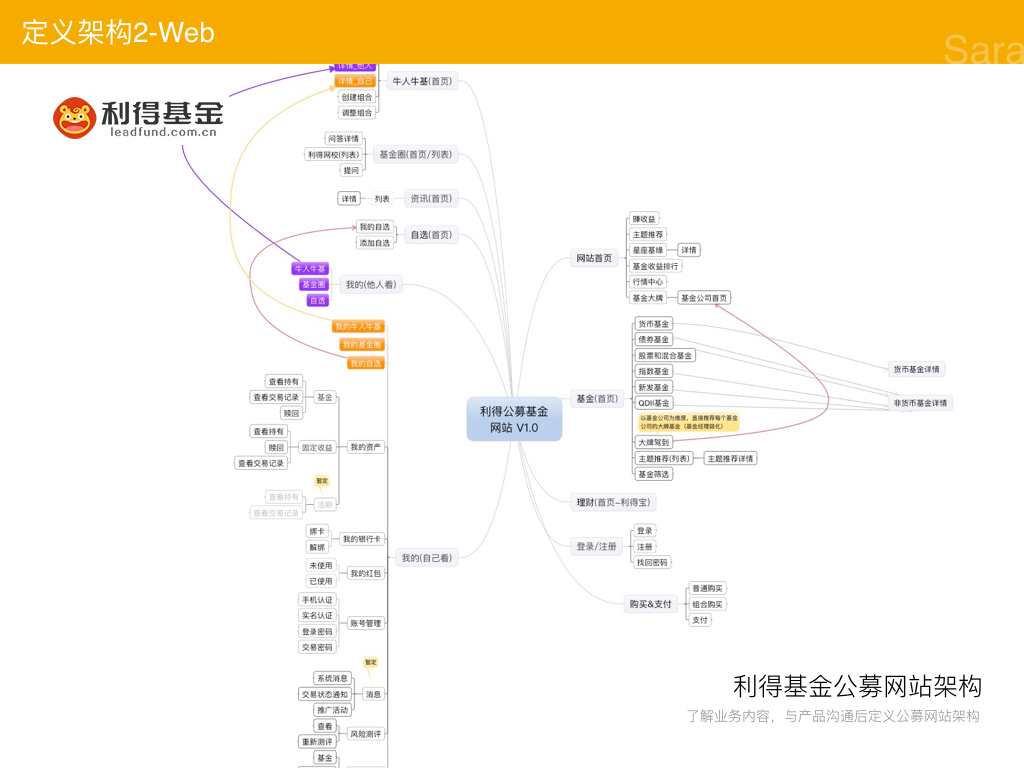 定义架构2-Web
Sara
利得基金
leadfund.com.cn
详情_他人
详情_自己
创建组合
调整组合
牛人牛基(首页)
问答详情
利得网校(列表)
提问
基金圈(首页/列表)
详情
列表
资讯(首页)
我的自选
添加自选
自选(首页)
牛人牛基
基金圈
自选
我的(他人看)
我的牛人牛基
我的基金圈
我的自选
查看持有
查看交易记录
赎回
基金
查看持有
赎回
查看交易记录
固定收益
我的资产
暂定
查看持有
查看交易记录
活期
绑卡
解绑
我的银行卡
未使用
已使用
我的红包
我的(自己看)
手机认证
实名认证
登录密码
交易密码
账号管理
暂定
系统消息
交易状态通知
推广活动
消息
查看
重新测评
风险测评
基金
利得公募基金
网站 V1.0
网站首页
赚收益
主题推荐
星座基缘
详情
基金收益排行
行情中心
基金大牌
基金公司首页
基金(首页)
货币基金
债券基金
股票和混合基金
指数基金
新发基金
QDII基金
以基金公司为维度，直接推荐每个基金
公司的大牌基金（基金经理弱化）
大牌驾到
主题推荐(列表)
主题推荐详情
基金筛选
货币基金详情
非货币基金详情
理财(首页-利得宝)
登录/注册
登录
注册
找回密码
购买&支付
普通购买
组合购买
支付
利得基金公募网站架构
了解业务内容，与产品沟通后定义公募网站架构